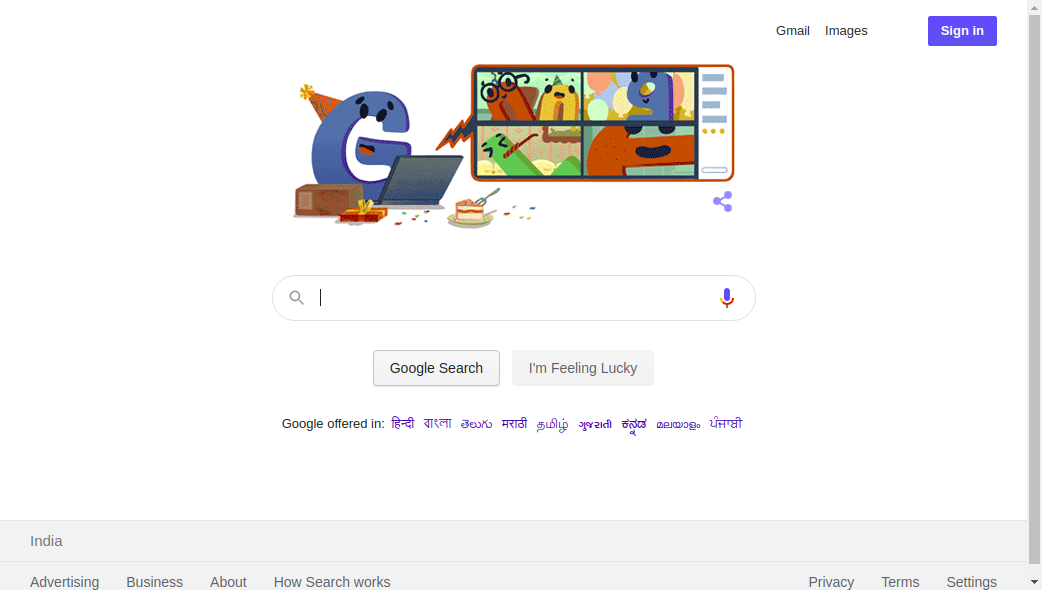 Gmail Images Sign in
Google Search I'm Feeling Lucky
Google offered in: हिन्दी বাংলা తెలుగు मराठी தமிழ் ગુજરાતી ಕನ್ನಡ മലയാളം ਪੰਜਾਬੀ
India
Advertising Business About How Search works Privacy Terms Settings